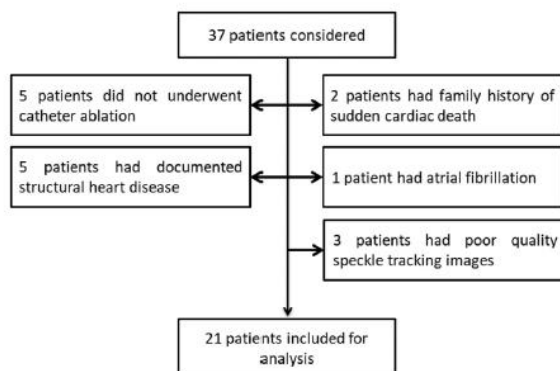 37 patients considered
5 patients did not underwent
catheter ablation
2 patients had family history of
sudden cardiac death
5 patients had documented
structural heart disease
1 patient had atrial fibrillation
3 patients had poor quality
speckle tracking images
21 patients included for
analysis